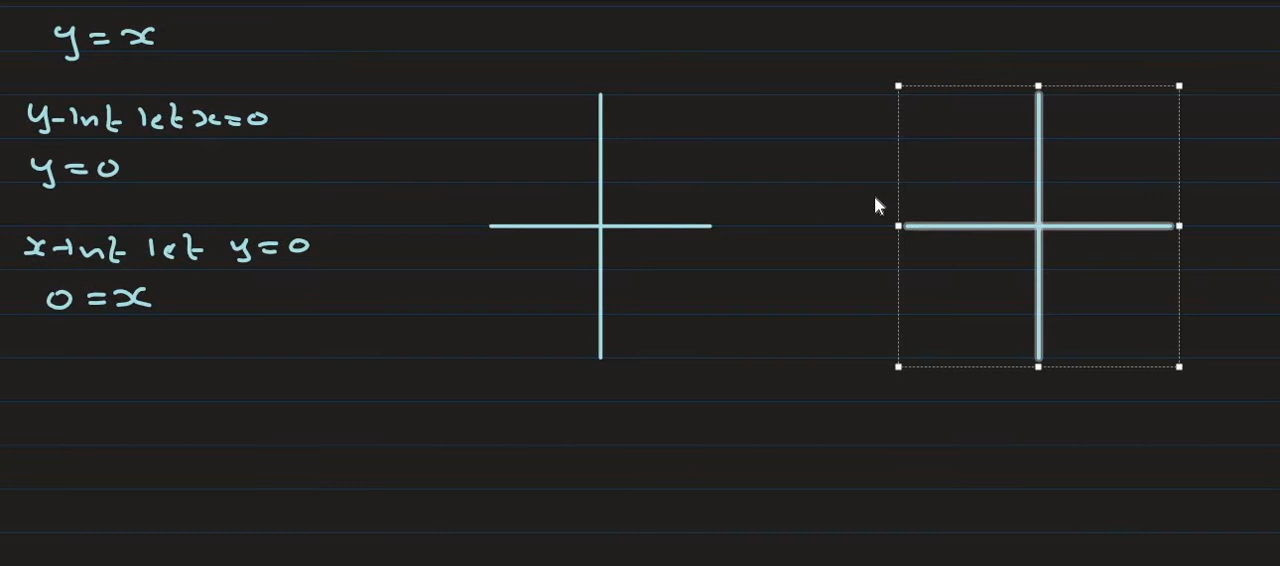 y = x
y-int let x=0
y = 0
x-int let y=0
0 = x